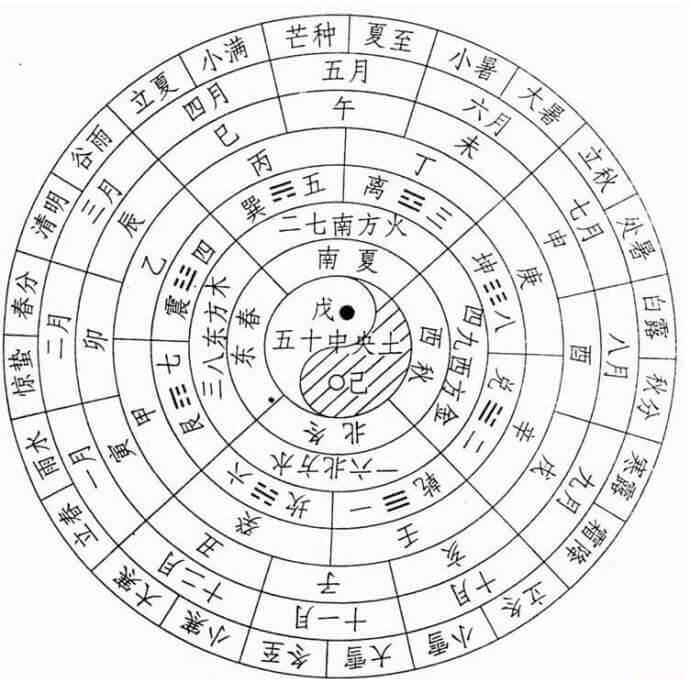 芒种 夏至 小暑 大暑 立秋 处暑 白露 秋分 寒露 霜降 立冬 小雪 大雪 冬至 小寒 大寒 立春 雨水 惊蛰 春分 清明 谷雨 立夏 小满
五月 六月 七月 八月 九月 十月 十一月 十二月 一月 二月 三月 四月
午 未 申 酉 戌 亥 子 丑 寅 卯 辰 巳
丙 丁 庚 辛 壬 癸 甲 乙
巽 ☴ 五
离 ☲ 三
坤 ☷ 八
兑 ☱ 二
乾 ☰ 一
坎 ☵ 六
艮 ☶ 七
震 ☳ 四
二七南方火
四九西方金
一六北方水
三八东方木
南夏
西秋
北冬
东春
戊
五十中央土
己